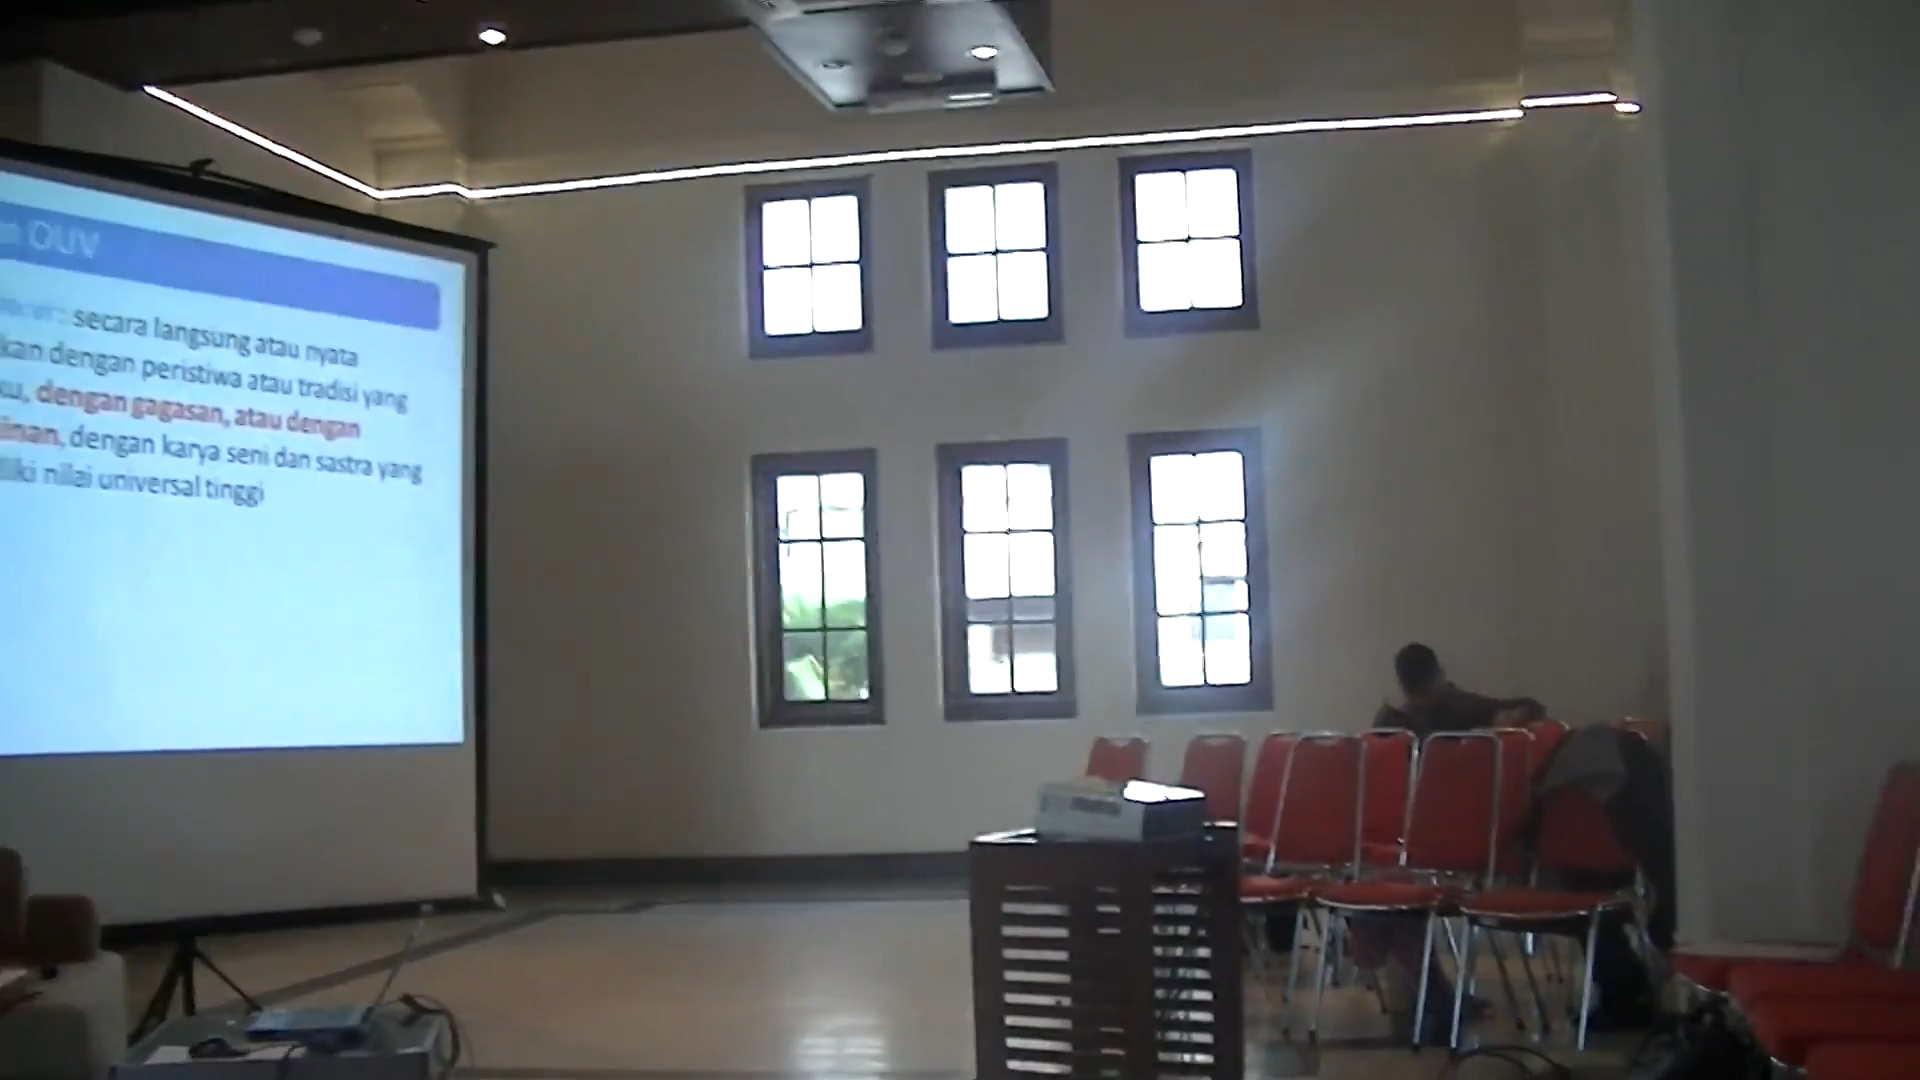 OUV
secara langsung atau nyata
kan dengan peristiwa atau tradisi yang
ku, dengan gagasan, atau dengan
inan, dengan karya seni dan sastra yang
liki nilai universal tinggi